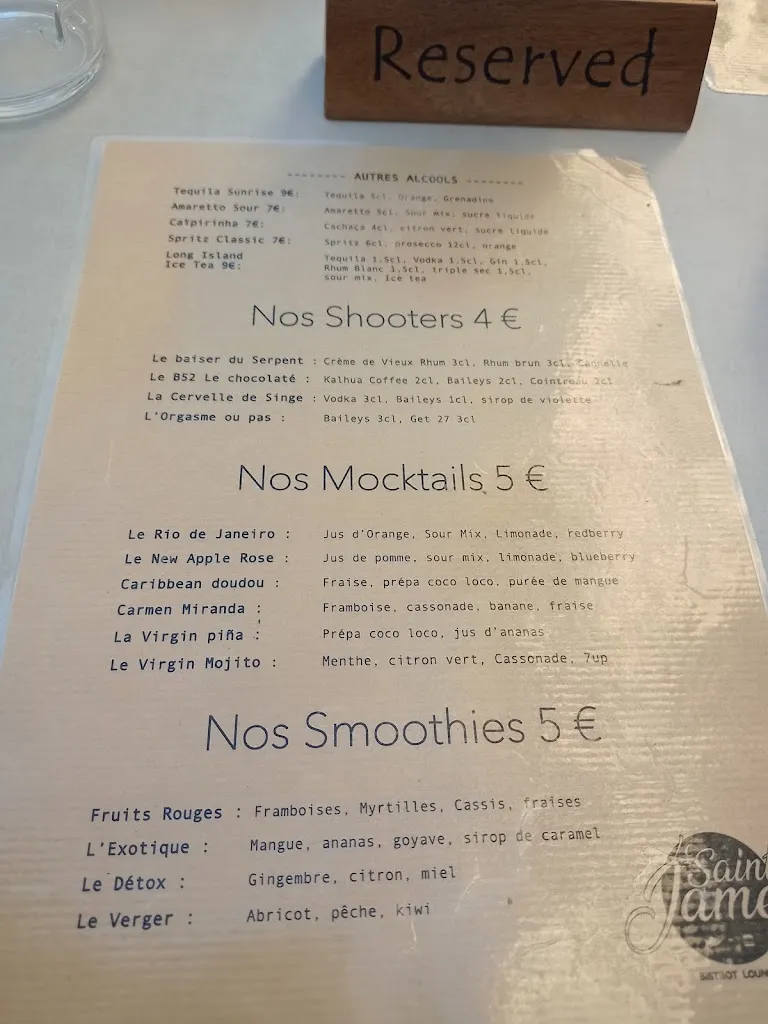 Reserved
-------- AUTRES ALCOOLS --------
Tequila Sunrise 9€: Tequila 5cl, Orange, Grenadine
Amaretto Sour 7€: Amaretto 5cl, Sour mix, sucre liquide
Caïpirinha 7€: Cachaça 4cl, citron vert, sucre liquide
Spritz Classic 7€: Spritz 6cl, prosecco 12cl, orange
Long Island
Ice Tea 9€: Tequila 1.5cl, Vodka 1.5cl, Gin 1.5cl,
Rhum Blanc 1.5cl, triple sec 1.5cl,
sour mix, Ice tea
Nos Shooters 4 €
Le baiser du Serpent : Crème de Vieux Rhum 3cl, Rhum brun 3cl, Cannelle
Le B52 Le chocolaté : Kalhua Coffee 2cl, Baileys 2cl, Cointreau 2cl
La Cervelle de Singe : Vodka 3cl, Baileys 1cl, sirop de violette
L'Orgasme ou pas : Baileys 3cl, Get 27 3cl
Nos Mocktails 5 €
Le Rio de Janeiro : Jus d'Orange, Sour Mix, Limonade, redberry
Le New Apple Rose : Jus de pomme, sour mix, limonade, blueberry
Caribbean doudou : Fraise, prépa coco loco, purée de mangue
Carmen Miranda : Framboise, cassonade, banane, fraise
La Virgin piña : Prépa coco loco, jus d'ananas
Le Virgin Mojito : Menthe, citron vert, Cassonade, 7up
Nos Smoothies 5 €
Fruits Rouges : Framboises, Myrtilles, Cassis, fraises
L'Exotique : Mangue, ananas, goyave, sirop de caramel
Le Détox : Gingembre, citron, miel
Le Verger : Abricot, pêche, kiwi
Saint
Jame
BISTROT LOUN